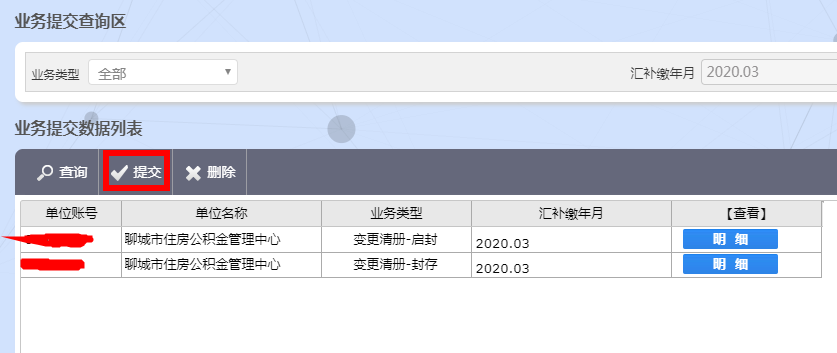 业务提交查询区
业务类型 全部 汇补缴年月 2020.03
业务提交数据列表
查询 提交 删除
单位账号 单位名称 业务类型 汇补缴年月 【查看】
聊城市住房公积金管理中心 变更清册-启封 2020.03 明 细
聊城市住房公积金管理中心 变更清册-封存 2020.03 明 细